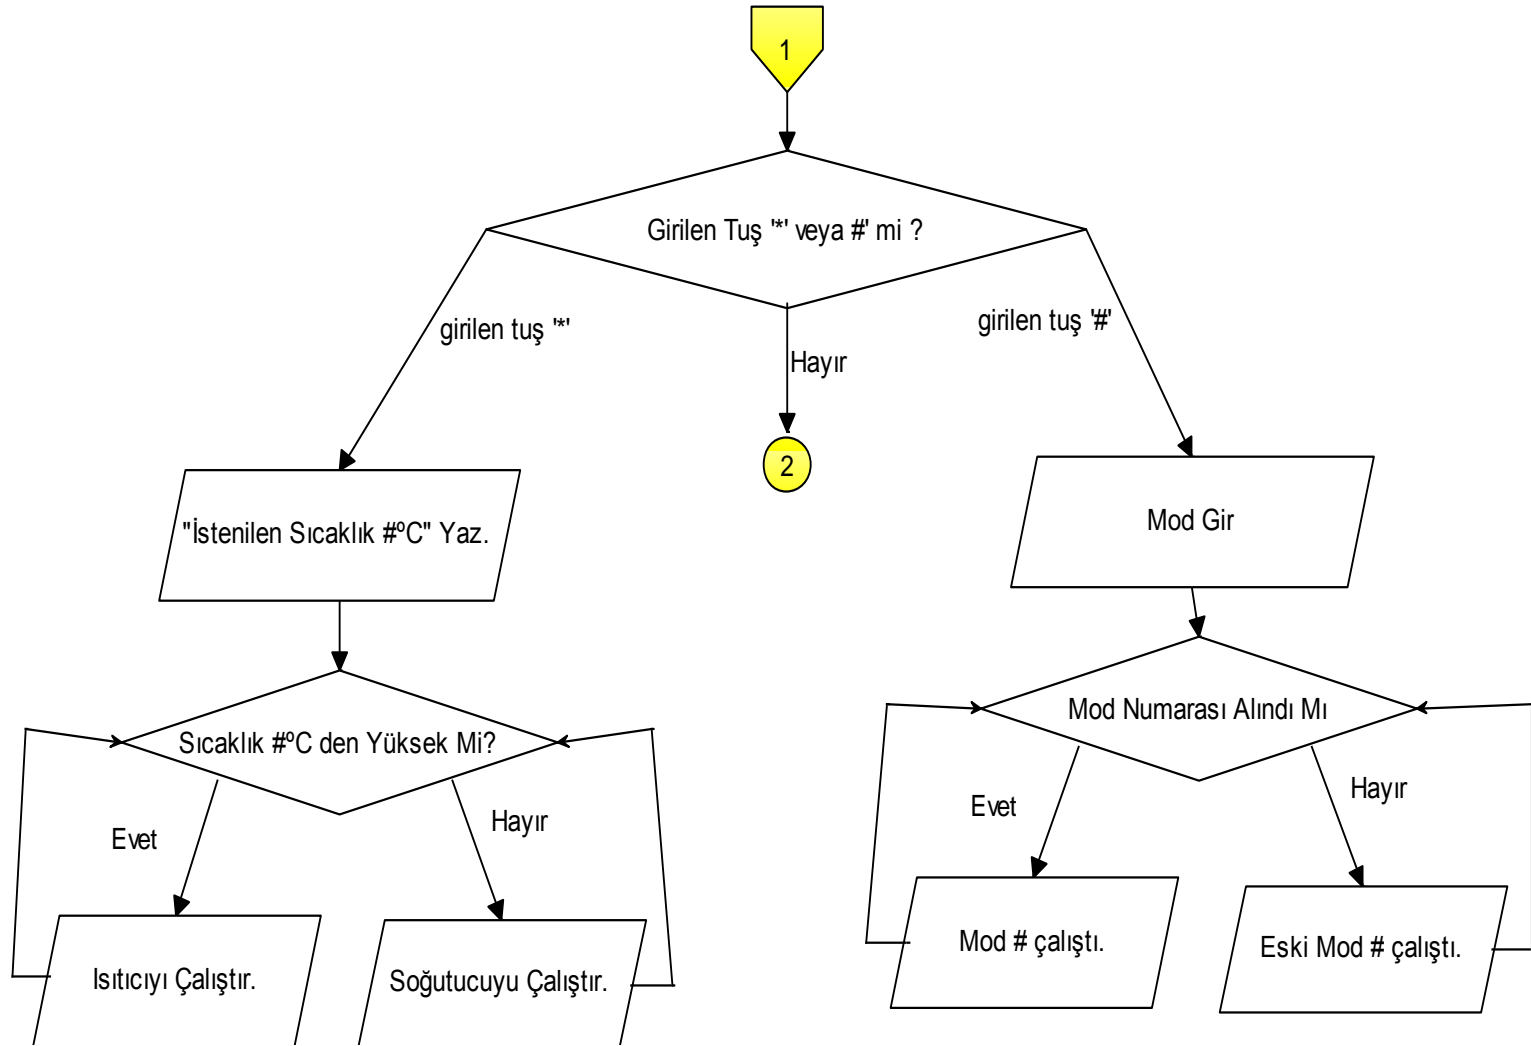 1
Girilen Tuş '*' veya #' mi ?
girilen tuş '*'
girilen tuş '#'
Hayır
2
"İstenilen Sıcaklık #ºC" Yaz.
Mod Gir
Sıcaklık #ºC den Yüksek Mi?
Mod Numarası Alındı Mı
Evet
Hayır
Evet
Hayır
Isıtıcıyı Çalıştır.
Soğutucuyu Çalıştır.
Mod # çalıştı.
Eski Mod # çalıştı.